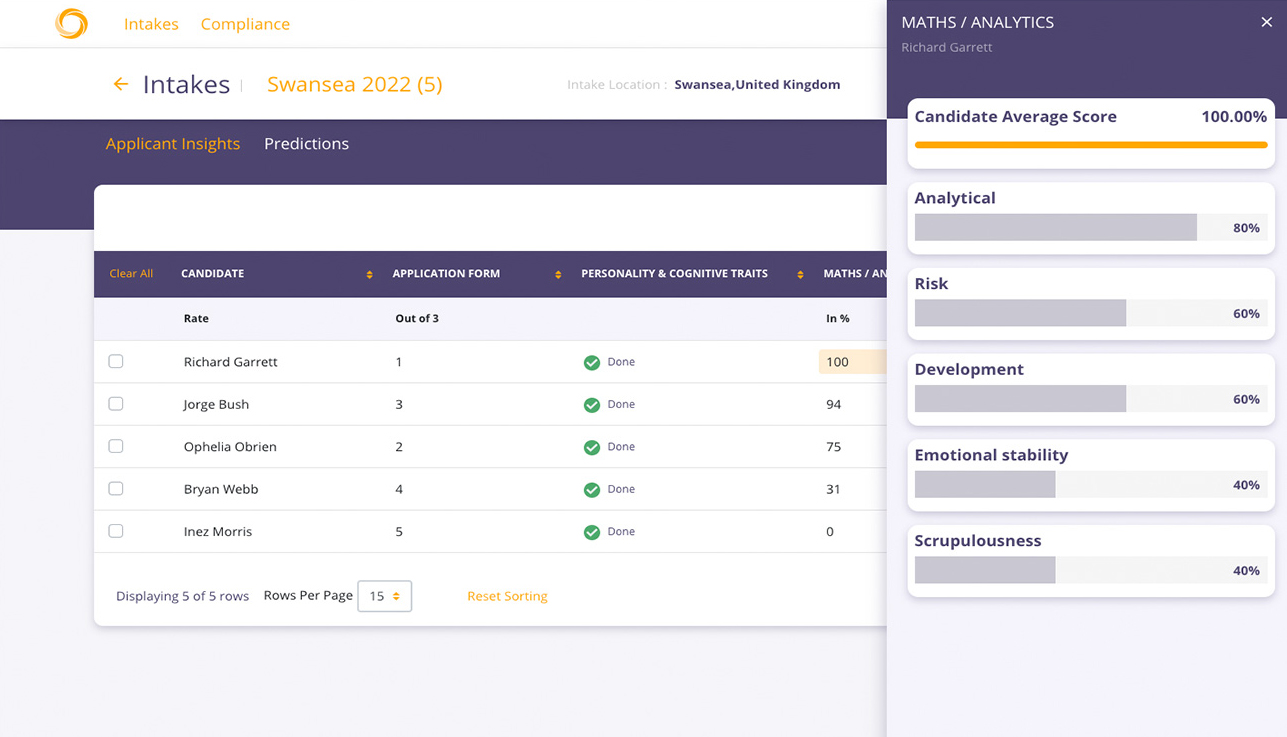 Intakes Compliance
Intakes Swansea 2022 (5) Intake Location : Swansea,United Kingdom
Applicant Insights Predictions
Clear All CANDIDATE APPLICATION FORM PERSONALITY & COGNITIVE TRAITS MATHS / AN
Rate Out of 3 In %
Richard Garrett 1 Done 100
Jorge Bush 3 Done 94
Ophelia Obrien 2 Done 75
Bryan Webb 4 Done 31
Inez Morris 5 Done 0
Displaying 5 of 5 rows Rows Per Page 15 Reset Sorting
MATHS / ANALYTICS
Richard Garrett
Candidate Average Score 100.00%
Analytical
80%
Risk
60%
Development
60%
Emotional stability
40%
Scrupulousness
40%